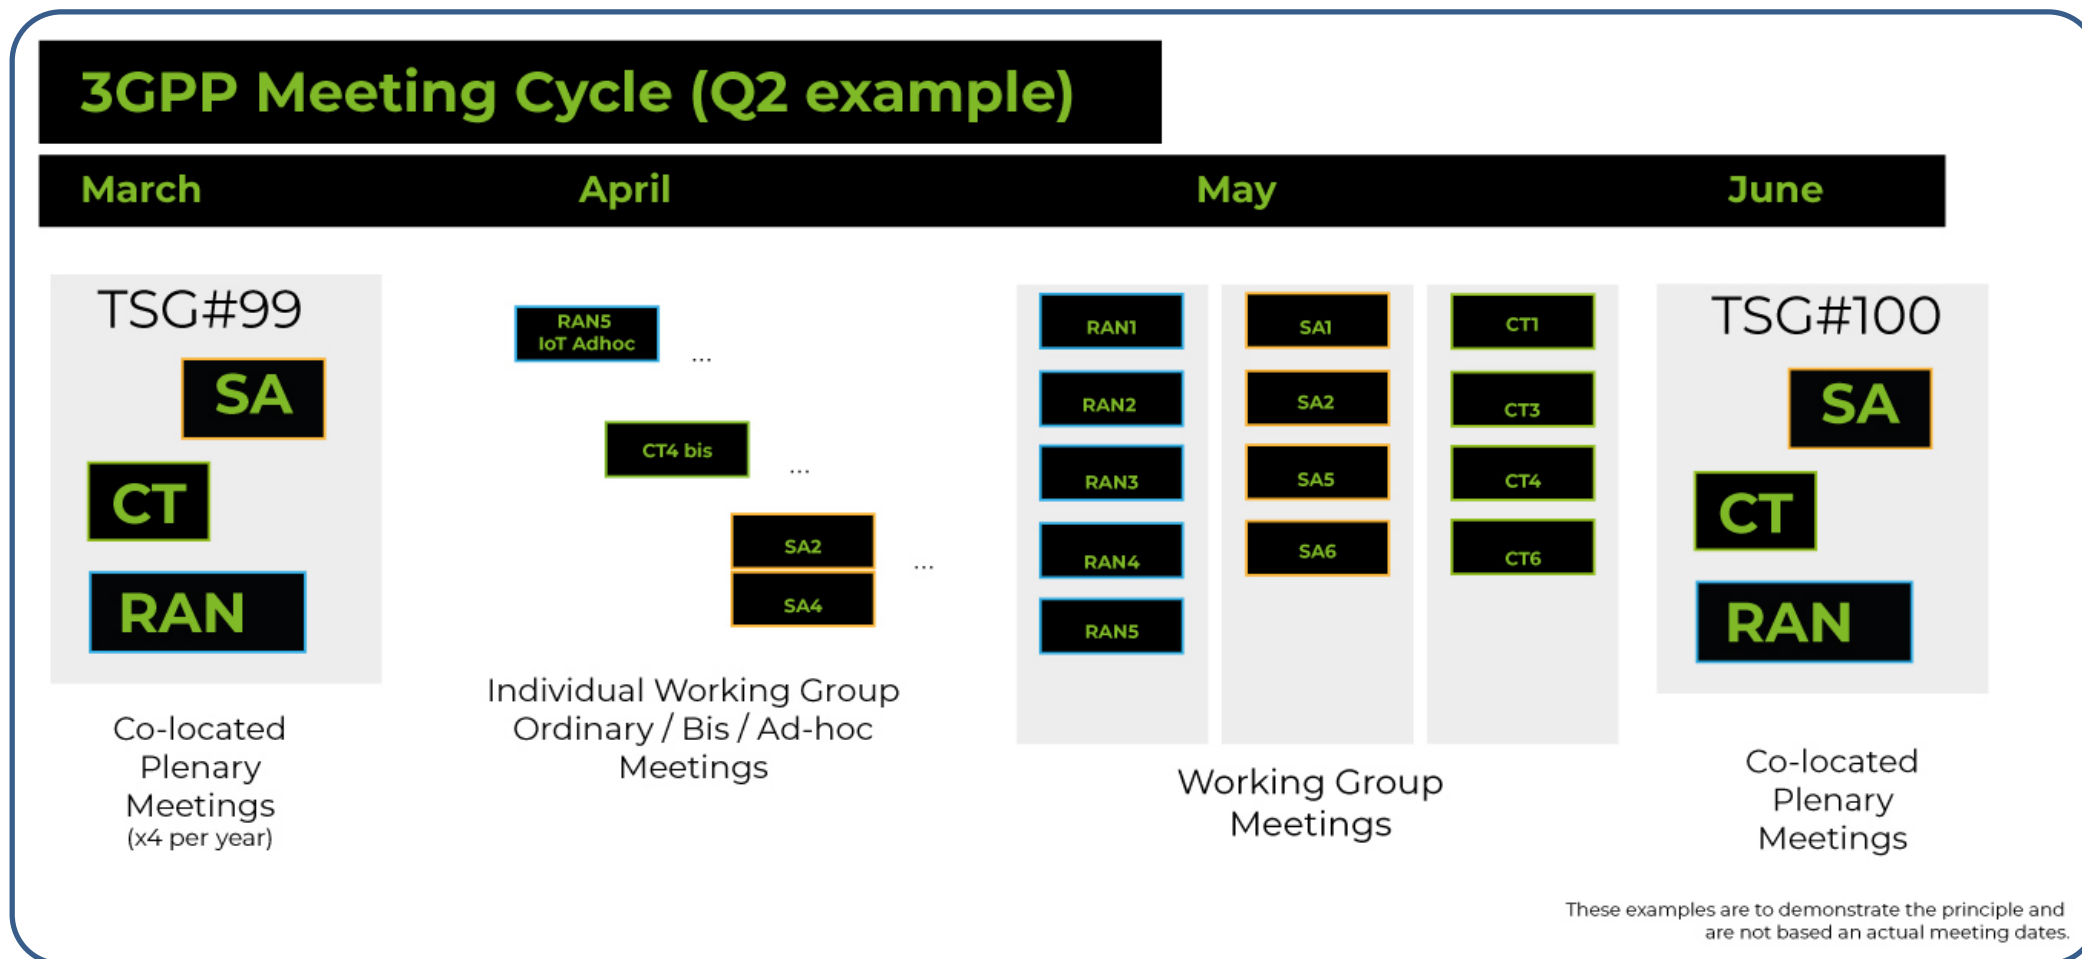 3GPP Meeting Cycle (Q2 example)
March April May June
TSG#99
SA
CT
RAN
Co-located
Plenary
Meetings
(x4 per year)
RAN5
IoT Adhoc
...
CT4 bis
...
SA2
SA4
...
Individual Working Group
Ordinary / Bis / Ad-hoc
Meetings
RAN1
RAN2
RAN3
RAN4
RAN5
SA1
SA2
SA5
SA6
CT1
CT3
CT4
CT6
Working Group
Meetings
TSG#100
SA
CT
RAN
Co-located
Plenary
Meetings
These examples are to demonstrate the principle and
are not based an actual meeting dates.